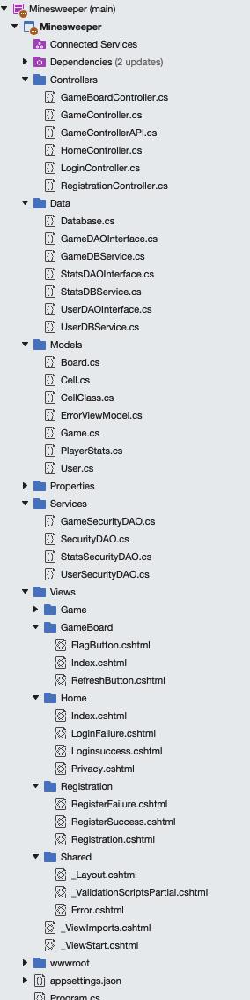 Minesweeper (main)
Minesweeper
Connected Services
Dependencies (2 updates)
Controllers
GameBoardController.cs
GameController.cs
GameControllerAPI.cs
HomeController.cs
LoginController.cs
RegistrationController.cs
Data
Database.cs
GameDAOInterface.cs
GameDBService.cs
StatsDAOInterface.cs
StatsDBService.cs
UserDAOInterface.cs
UserDBService.cs
Models
Board.cs
Cell.cs
CellClass.cs
ErrorViewModel.cs
Game.cs
PlayerStats.cs
User.cs
Properties
Services
GameSecurityDAO.cs
SecurityDAO.cs
StatsSecurityDAO.cs
UserSecurityDAO.cs
Views
Game
GameBoard
FlagButton.cshtml
Index.cshtml
RefreshButton.cshtml
Home
Index.cshtml
LoginFailure.cshtml
Loginsuccess.cshtml
Privacy.cshtml
Registration
RegisterFailure.cshtml
RegisterSuccess.cshtml
Registration.cshtml
Shared
_Layout.cshtml
_ValidationScriptsPartial.cshtml
Error.cshtml
_ViewImports.cshtml
_ViewStart.cshtml
wwwroot
appsettings.json
Program.cs